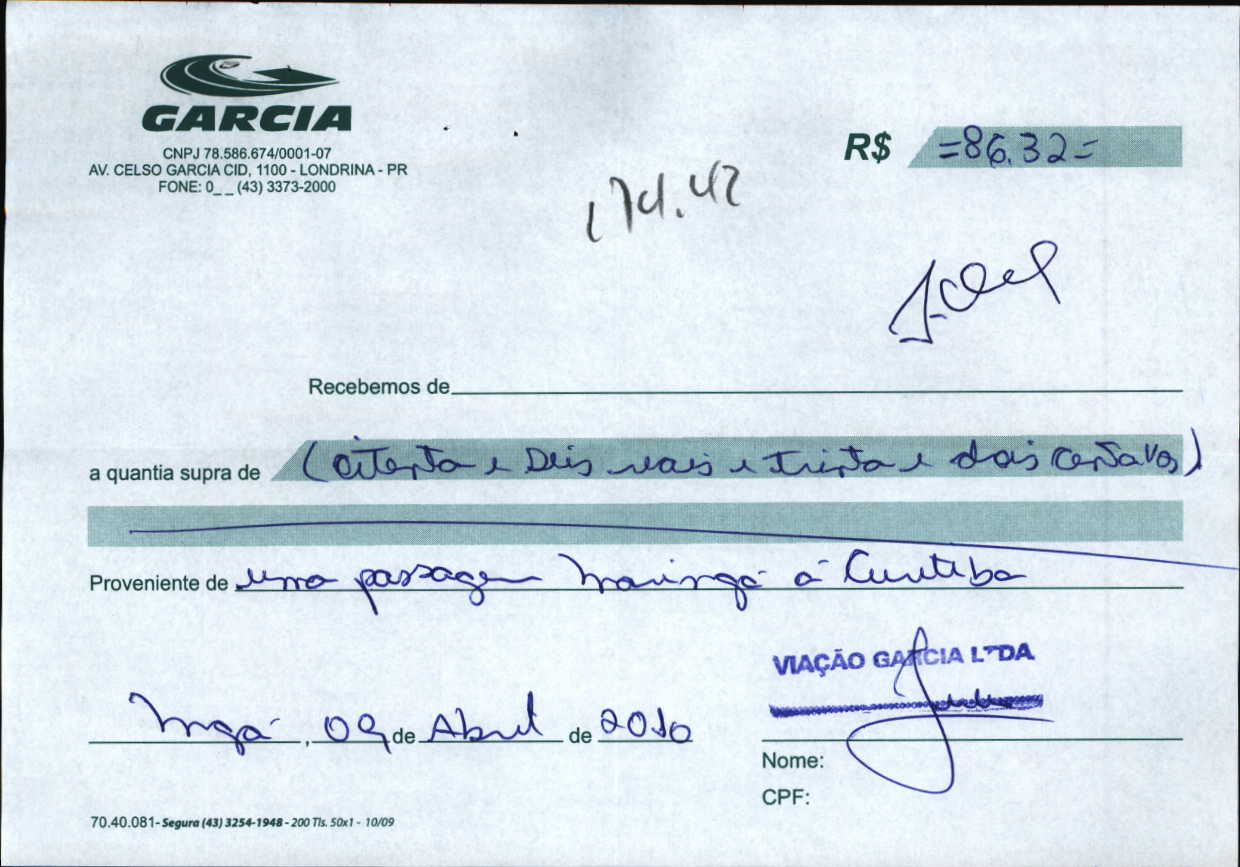 GARCIA
CNPJ 78.586.674/0001-07
AV. CELSO GARCIA CID, 1100 - LONDRINA - PR
FONE: 0_ _ (43) 3373-2000
R$ =86.32=
174.42
Recebemos de
a quantia supra de (oitenta e Seis reais e trinta e dois centavos)
Proveniente de uma passagem Maringá á Curitiba
Mgá, 09 de Abril de 2010
VIAÇÃO GARCIA LTDA
Nome:
CPF:
70.40.081- Segura (43) 3254-1948 - 200 Tls. 50x1 - 10/09